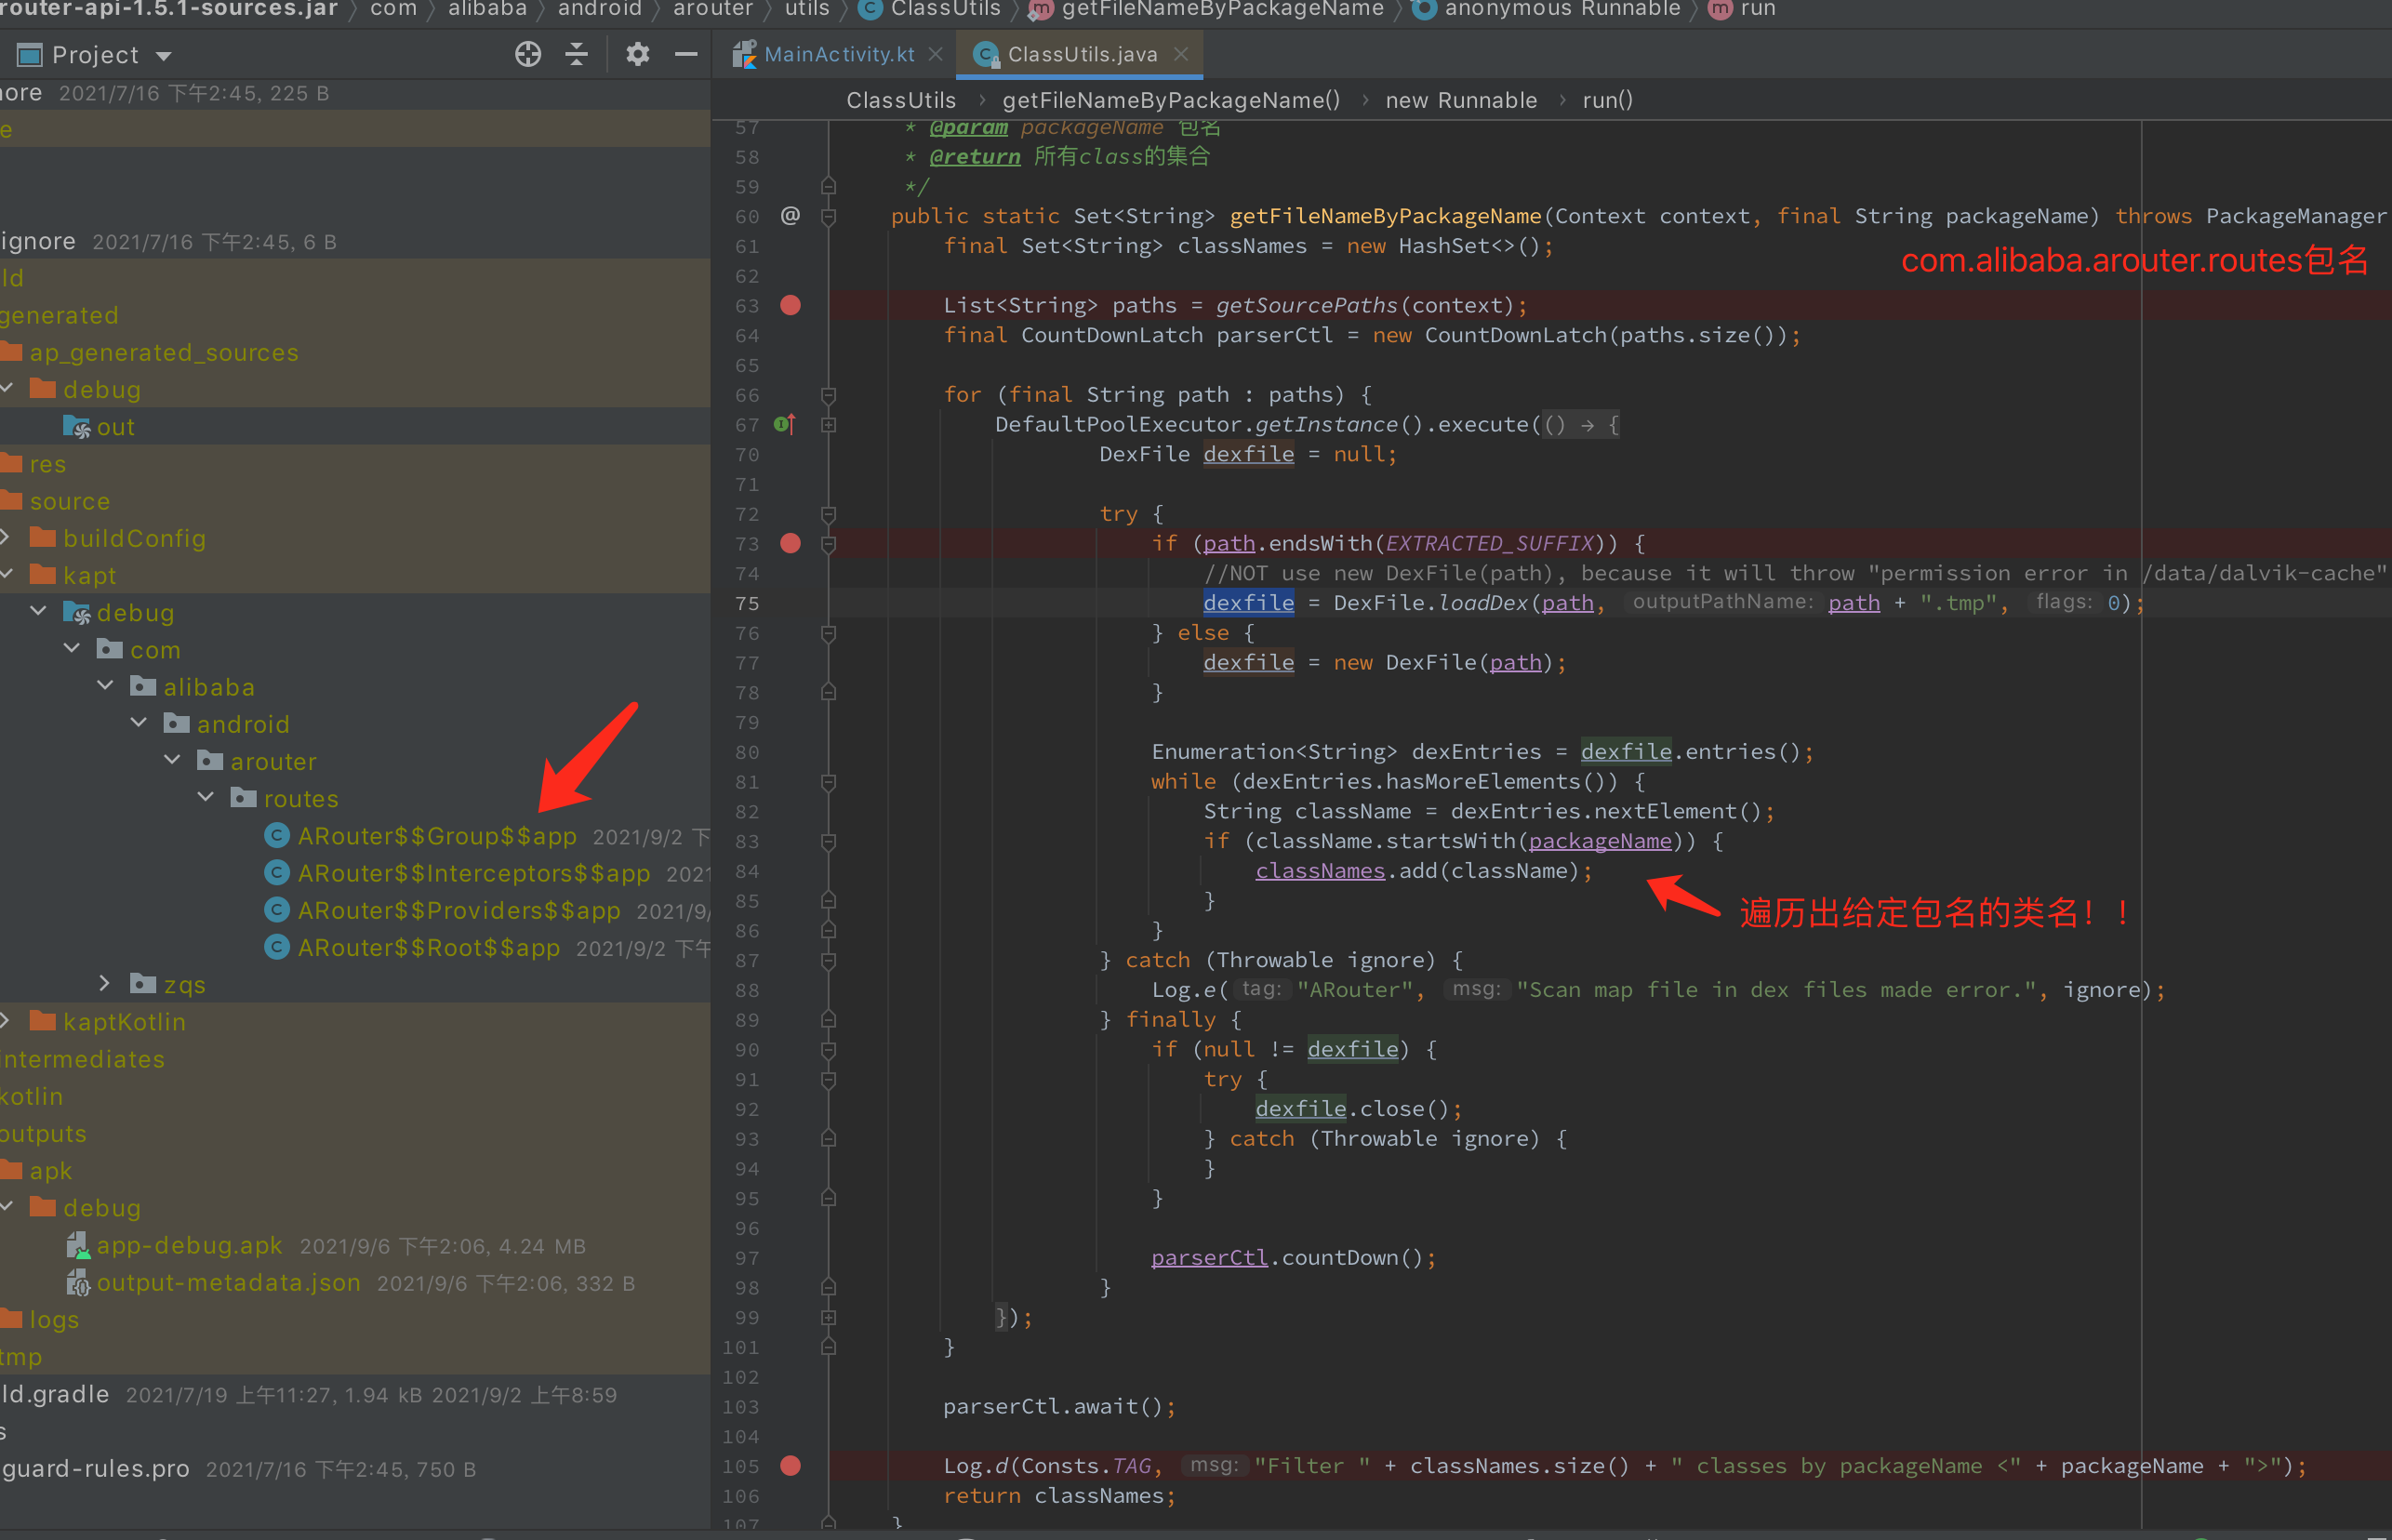 router-api-1.5.1-sources.jar com alibaba android arouter utils ClassUtils getFileNameByPackageName anonymous Runnable run
Project
MainActivity.kt
ClassUtils.java
ClassUtils › getFileNameByPackageName() › new Runnable › run()
nore 2021/7/16 下午2:45, 225 B
e
ignore 2021/7/16 下午2:45, 6 B
ld
generated
ap_generated_sources
debug
out
res
source
buildConfig
kapt
debug
com
alibaba
android
arouter
routes
ARouter$$Group$$app 2021/9/2 下
ARouter$$Interceptors$$app 2021
ARouter$$Providers$$app 2021/9/
ARouter$$Root$$app 2021/9/2 下午
zqs
kaptKotlin
intermediates
kotlin
outputs
apk
debug
app-debug.apk 2021/9/6 下午2:06, 4.24 MB
output-metadata.json 2021/9/6 下午2:06, 332 B
logs
tmp
ld.gradle 2021/7/19 上午11:27, 1.94 kB 2021/9/2 上午8:59
s
guard-rules.pro 2021/7/16 下午2:45, 750 B
57 * @param packageName 包名
58 * @return 所有class的集合
59 */
60 @ public static Set<String> getFileNameByPackageName(Context context, final String packageName) throws PackageManager
61 final Set<String> classNames = new HashSet<>();
62
com.alibaba.arouter.routes包名
63 List<String> paths = getSourcePaths(context);
64 final CountDownLatch parserCtl = new CountDownLatch(paths.size());
65
66 for (final String path : paths) {
67 DefaultPoolExecutor.getInstance().execute(() → {
70 DexFile dexfile = null;
71
72 try {
73 if (path.endsWith(EXTRACTED_SUFFIX)) {
74 //NOT use new DexFile(path), because it will throw "permission error in /data/dalvik-cache"
75 dexfile = DexFile.loadDex(path, outputPathName: path + ".tmp", flags: 0);
76 } else {
77 dexfile = new DexFile(path);
78 }
79
80 Enumeration<String> dexEntries = dexfile.entries();
81 while (dexEntries.hasMoreElements()) {
82 String className = dexEntries.nextElement();
83 if (className.startsWith(packageName)) {
84 classNames.add(className);
85 }
遍历出给定包名的类名！！
86 }
87 } catch (Throwable ignore) {
88 Log.e( tag: "ARouter", msg: "Scan map file in dex files made error.", ignore);
89 } finally {
90 if (null != dexfile) {
91 try {
92 dexfile.close();
93 } catch (Throwable ignore) {
94 }
95 }
96
97 parserCtl.countDown();
98 }
99 });
101 }
102
103 parserCtl.await();
104
105 Log.d(Consts.TAG, msg: "Filter " + classNames.size() + " classes by packageName <" + packageName + ">");
106 return classNames;
107 }